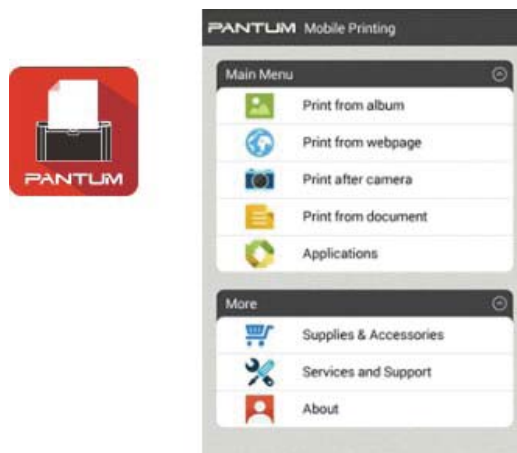 PANTUM
PANTUM Mobile Printing
Main Menu
Print from album
Print from webpage
Print after camera
Print from document
Applications
More
Supplies & Accessories
Services and Support
About